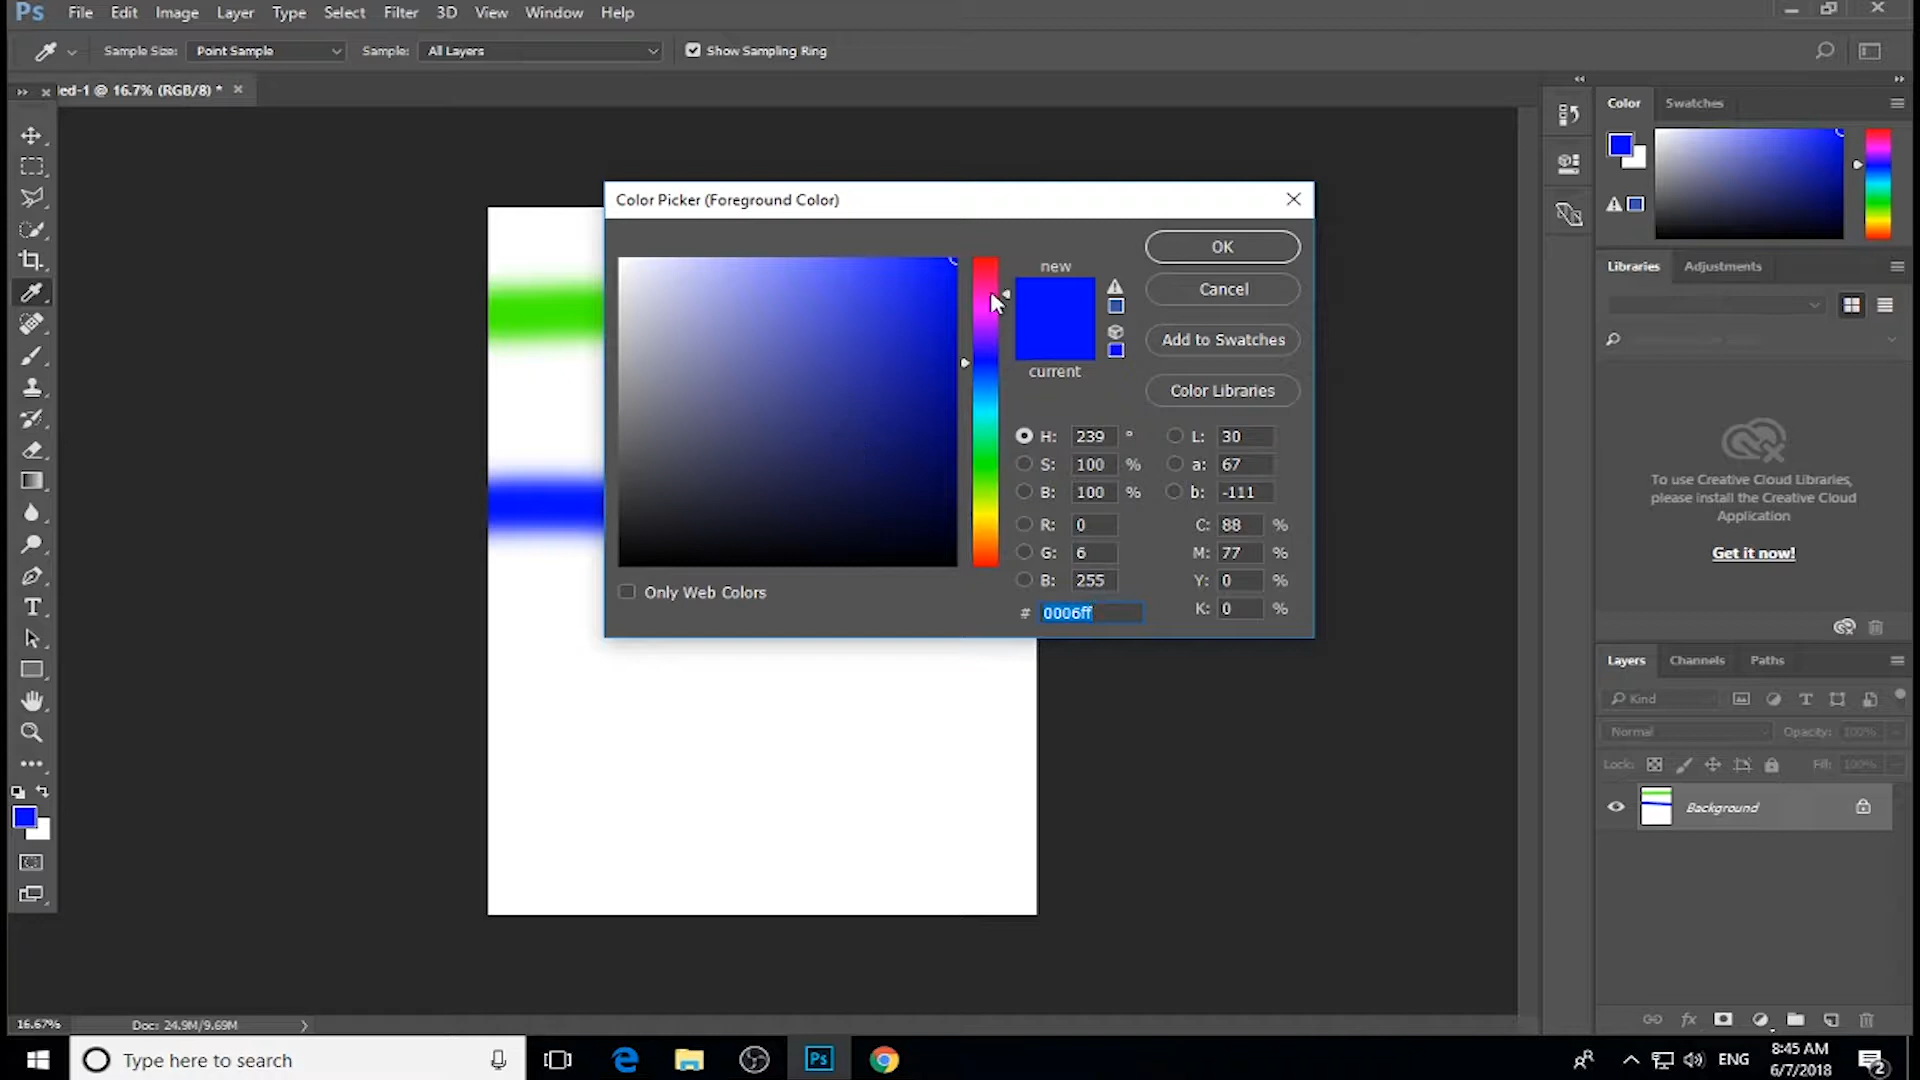 Ps File Edit Image Layer Type Select Filter 3D View Window Help
Sample Size: Point Sample Sample: All Layers Show Sampling Ring
led-1 @ 16.7% (RGB/8) *
Color Swatches
Color Picker (Foreground Color)
OK
new
Cancel
Libraries Adjustments
Add to Swatches
current
Color Libraries
H: 239 ° L: 30
S: 100 % a: 67
B: 100 % b: -111
R: 0 C: 88 %
G: 6 M: 77 %
B: 255 Y: 0 %
# 0006ff K: 0 %
Only Web Colors
To use Creative Cloud Libraries,
please install the Creative Cloud
Application
Get it now!
Layers Channels Paths
Kind
Normal Opacity: 100%
Lock: Fill: 100%
Background
16.67% Doc: 24.9M/9.69M
Type here to search
Ps
ENG
8:45 AM
6/7/2018
2